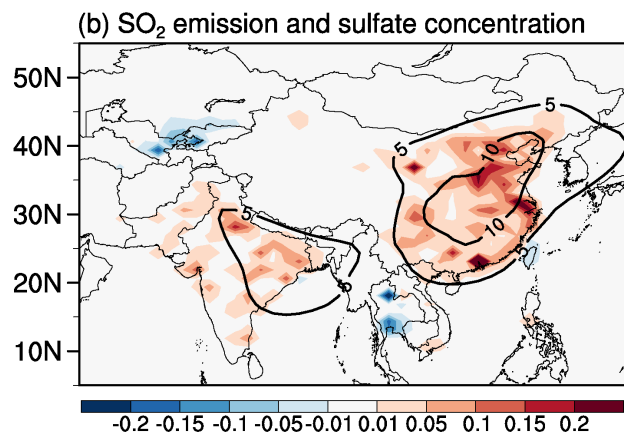 (b) SO₂ emission and sulfate concentration
50N
40N
30N
20N
10N
5
5
10
10
5
5
5
-0.2 -0.15 -0.1 -0.05 -0.01 0.01 0.05 0.1 0.15 0.2